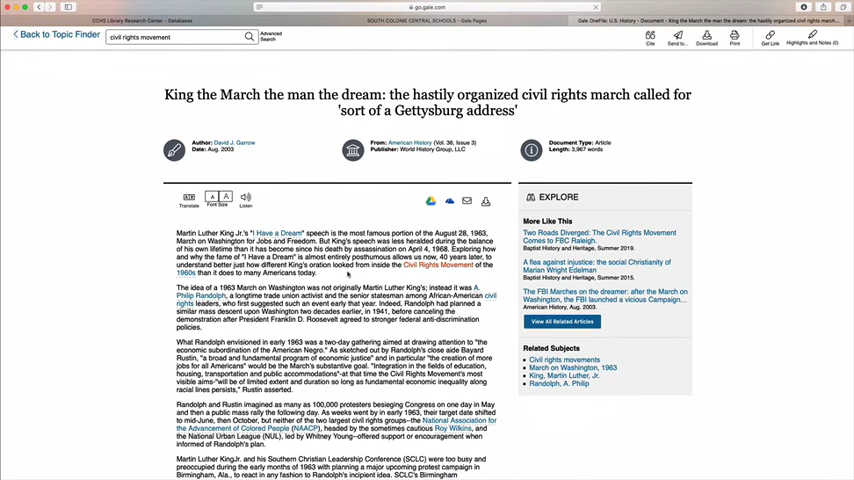 go.gale.com
CCHS Library Research Center - Databases
SOUTH COLONIE CENTRAL SCHOOLS - Gale Pages
Gale OneFile: U.S. History - Document - King the March the man the dream: the hastily organized civil rights march...
Back to Topic Finder
civil rights movement
Advanced
Search
Cite
Send to...
Download
Print
Get Link
Highlights and Notes (0)
King the March the man the dream: the hastily organized civil rights march called for
'sort of a Gettysburg address'
Author: David J. Garrow
Date: Aug. 2003
From: American History (Vol. 38, Issue 3)
Publisher: World History Group, LLC
Document Type: Article
Length: 3,967 words
Translate
A A
Font Size
Listen
Martin Luther King Jr.'s "I Have a Dream" speech is the most famous portion of the August 28, 1963,
March on Washington for Jobs and Freedom. But King's speech was less heralded during the balance
of his own lifetime than it has become since his death by assassination on April 4, 1968. Exploring how
and why the fame of "I Have a Dream" is almost entirely posthumous allows us now, 40 years later, to
understand better just how different King's oration looked from inside the Civil Rights Movement of the
1960s than it does to many Americans today.
The idea of a 1963 March on Washington was not originally Martin Luther King's; instead it was A.
Philip Randolph, a longtime trade union activist and the senior statesman among African-American civil
rights leaders, who first suggested such an event early that year. Indeed, Randolph had planned a
similar mass descent upon Washington two decades earlier, in 1941, before canceling the
demonstration after President Franklin D. Roosevelt agreed to stronger federal anti-discrimination
policies.
What Randolph envisioned in early 1963 was a two-day gathering aimed at drawing attention to "the
economic subordination of the American Negro." As sketched out by Randolph's close aide Bayard
Rustin, "a broad and fundamental program of economic justice" and in particular "the creation of more
jobs for all Americans" would be the March's substantive goal. "Integration in the fields of education,
housing, transportation and public accommodations"-at that time the Civil Rights Movement's most
visible aims-"will be of limited extent and duration so long as fundamental economic inequality along
racial lines persists," Rustin asserted.
Randolph and Rustin imagined as many as 100,000 protesters besieging Congress on one day in May
and then a public mass rally the following day. As weeks went by in early 1963, their target date shifted
to mid-June, then October, but neither of the two largest civil rights groups--the National Association for
the Advancement of Colored People (NAACP), headed by the sometimes cautious Roy Wilkins, and
the National Urban League (NUL), led by Whitney Young--offered support or encouragement when
informed of Randolph's plan.
Martin Luther KingJr. and his Southern Christian Leadership Conference (SCLC) were too busy and
preoccupied during the early months of 1963 with planning a major upcoming protest campaign in
Birmingham, Ala., to react in any fashion to Randolph's incipient idea. SCLC's Birmingham
EXPLORE
More Like This
Two Roads Diverged: The Civil Rights Movement
Comes to FBC Raleigh.
Baptist History and Heritage, Summer 2019.
A flea against injustice: the social Christianity of
Marian Wright Edelman
Baptist History and Heritage, Summer 2015.
The FBI Marches on the dreamer: after the March on
Washington, the FBI launched a vicious Campaign...
American History, Aug. 2003.
View All Related Articles
Related Subjects
Civil rights movements
March on Washington, 1963
King, Martin Luther, Jr.
Randolph, A. Philip